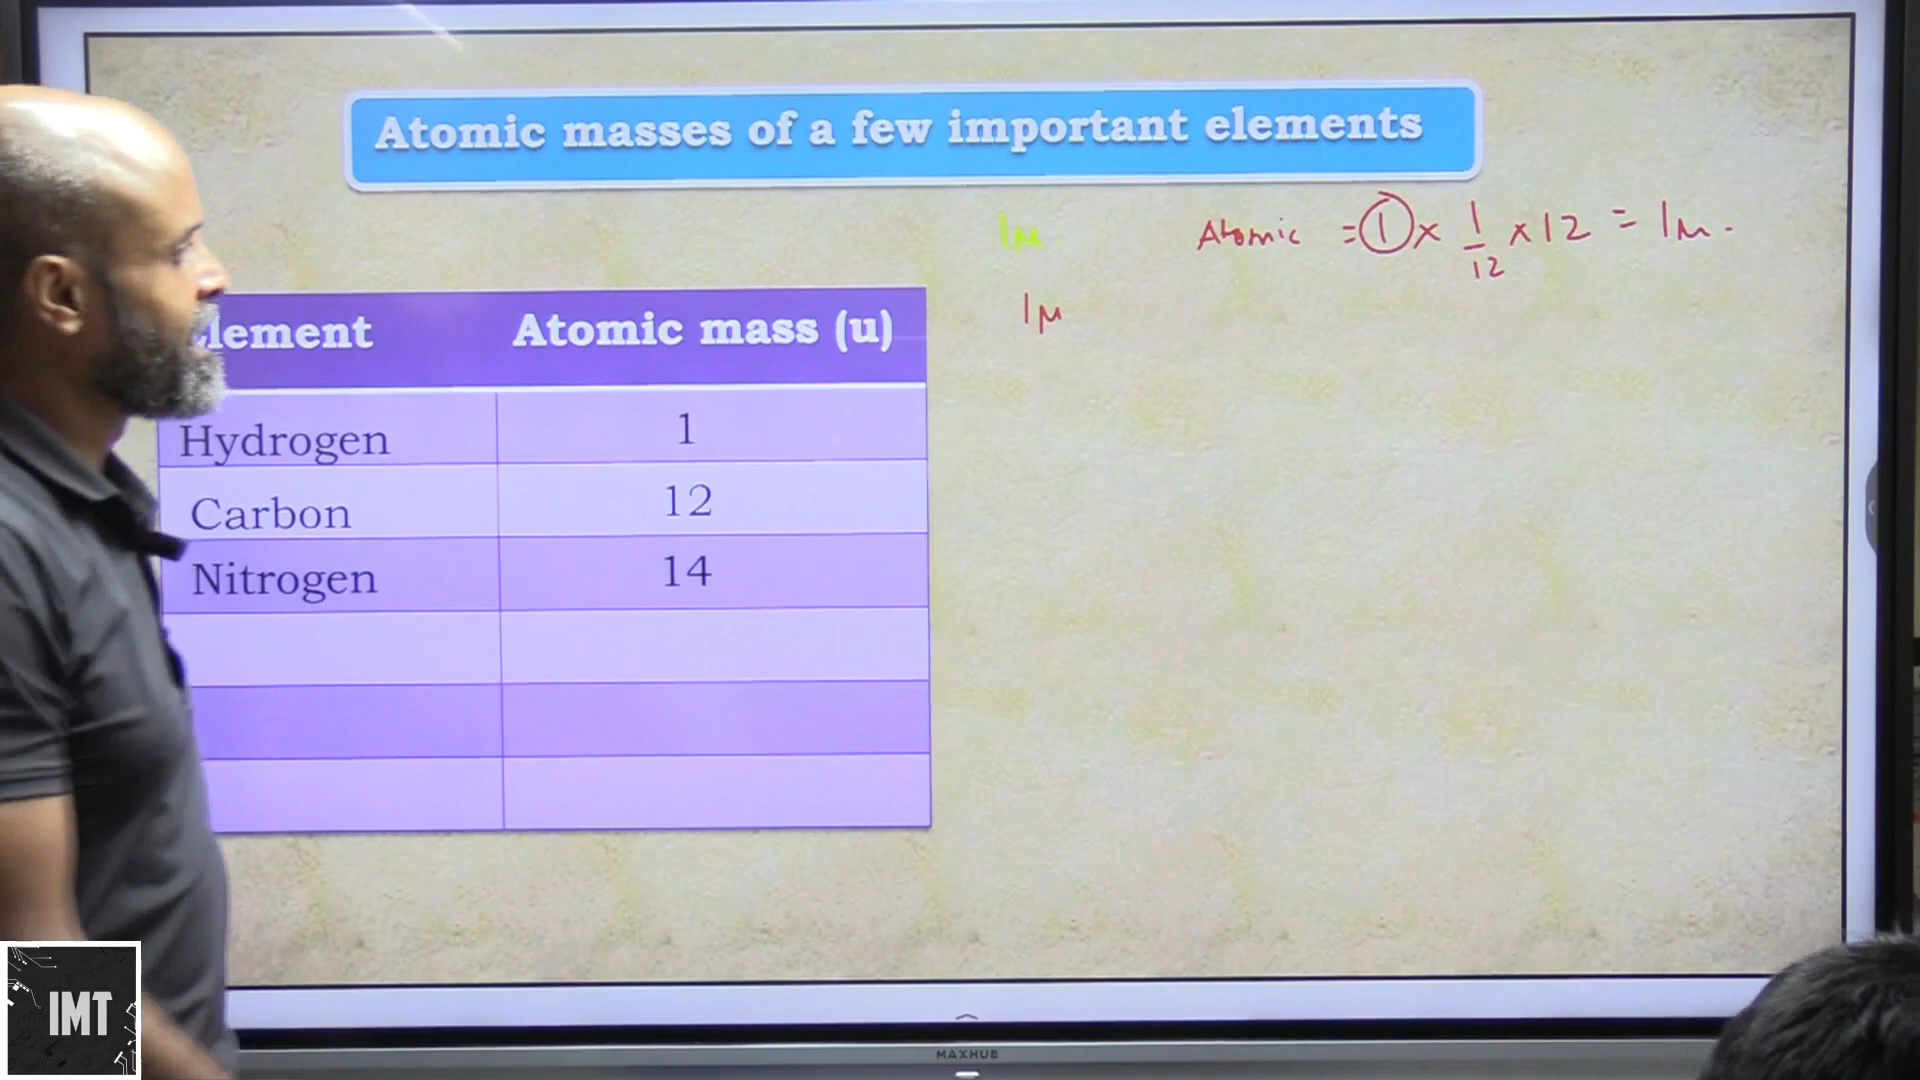 Atomic masses of a few important elements
1u.
Atomic = 1 × 1/12 × 12 = 1u.
1μ
lement Atomic mass (u)
Hydrogen 1
Carbon 12
Nitrogen 14
IMT
MAXHUB